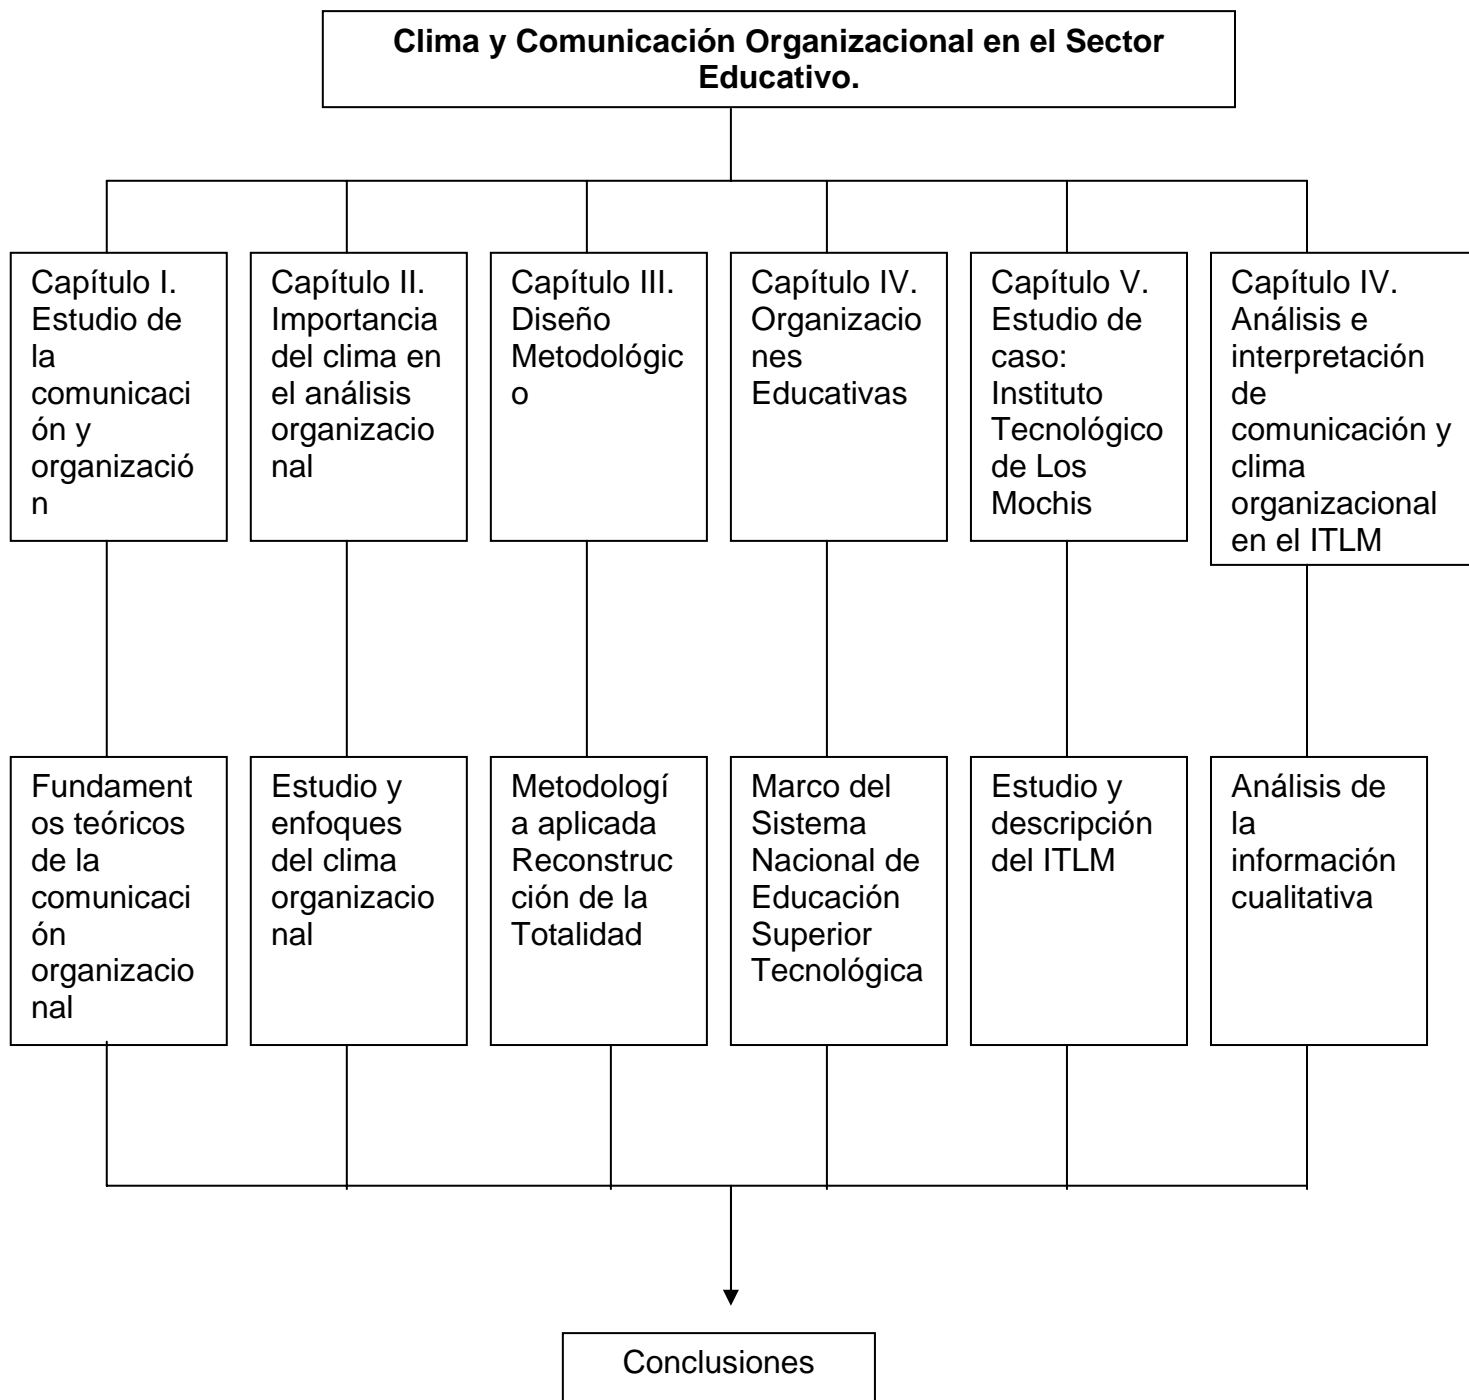 Clima y Comunicación Organizacional en el Sector
Educativo.
Capítulo I.
Estudio de
la
comunicaci
ón y
organizació
n
Capítulo II.
Importancia
del clima en
el análisis
organizacio
nal
Capítulo III.
Diseño
Metodológic
o
Capítulo IV.
Organizacio
nes
Educativas
Capítulo V.
Estudio de
caso:
Instituto
Tecnológico
de Los
Mochis
Capítulo IV.
Análisis e
interpretación
de
comunicación y
clima
organizacional
en el ITLM
Fundament
os teóricos
de la
comunicaci
ón
organizacio
nal
Estudio y
enfoques
del clima
organizacio
nal
Metodologí
a aplicada
Reconstruc
ción de la
Totalidad
Marco del
Sistema
Nacional de
Educación
Superior
Tecnológica
Estudio y
descripción
del ITLM
Análisis de
la
información
cualitativa
Conclusiones